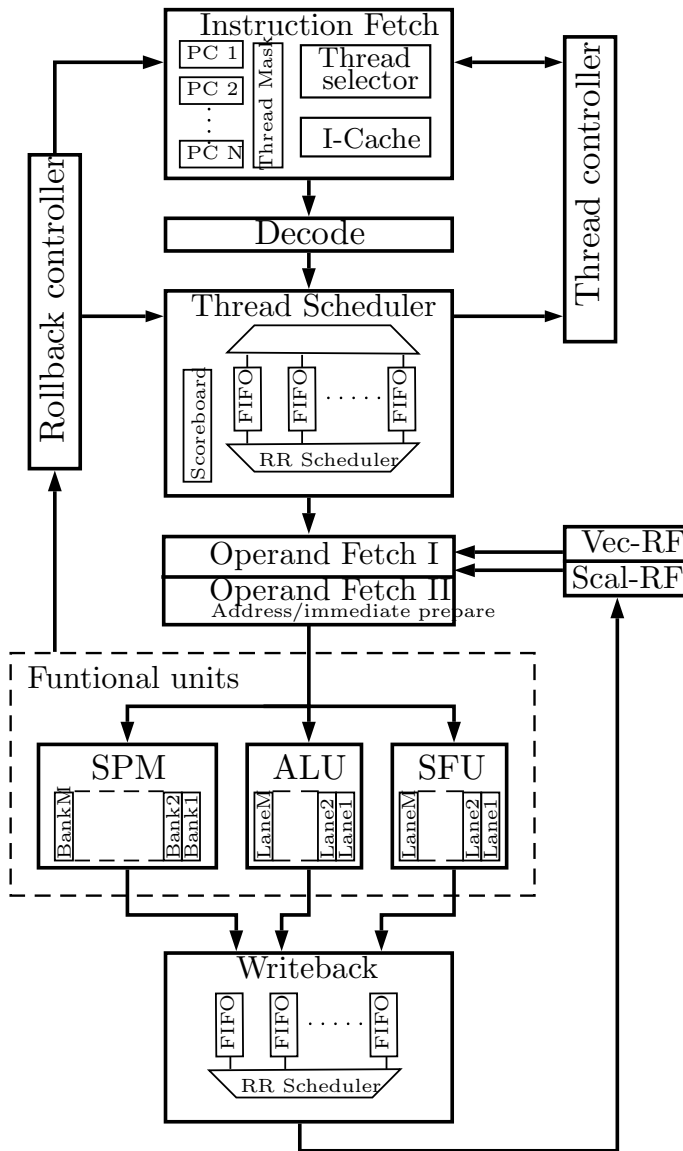 Instruction Fetch
PC 1
PC 2
. . . . .
PC N
Thread Mask
Thread
selector
I-Cache
Thread controller
Rollback controller
Decode
Thread Scheduler
Scoreboard
FIFO
FIFO
. . . . .
FIFO
RR Scheduler
Operand Fetch I
Operand Fetch II
Address/immediate prepare
Vec-RF
Scal-RF
Funtional units
SPM
BankM
Bank2
Bank1
ALU
LaneM
Lane2
Lane1
SFU
LaneM
Lane2
Lane1
Writeback
FIFO
FIFO
. . . . .
FIFO
RR Scheduler